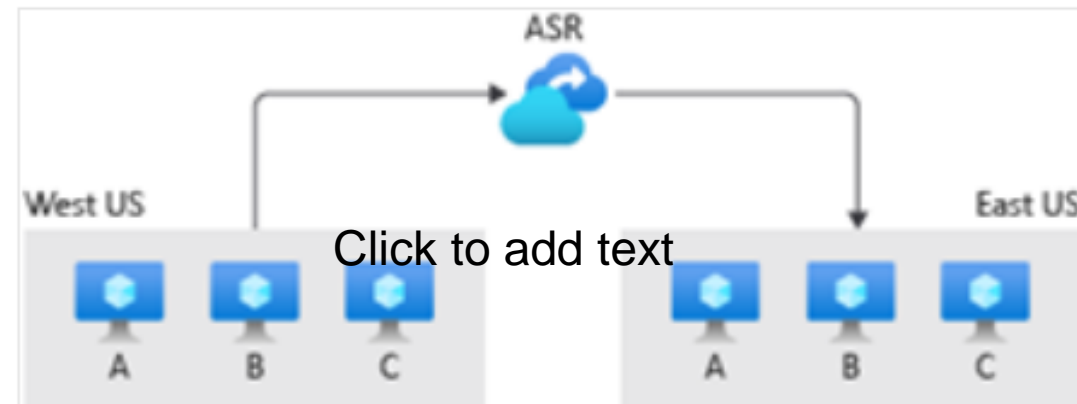 ASR
West US
East US
Click to add text
A B C
A B C